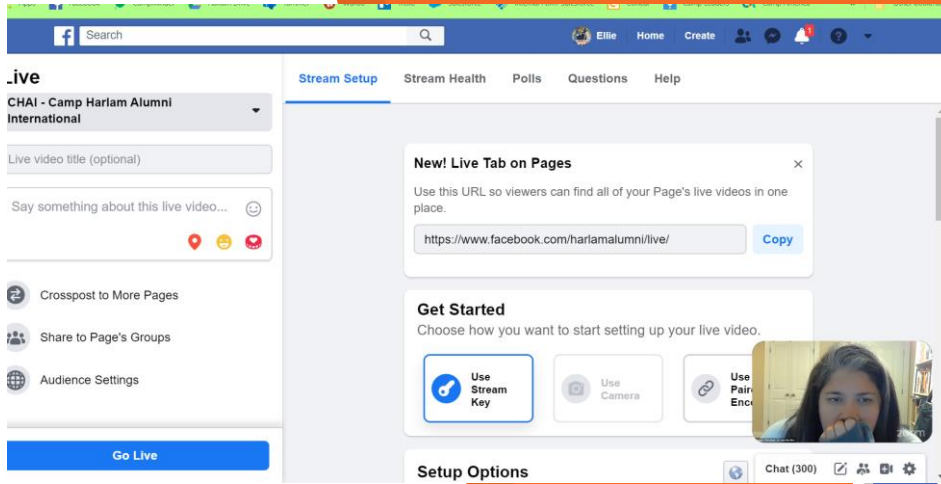 Search
Ellie Home Create
1
Live
Stream Setup Stream Health Polls Questions Help
CHAI - Camp Harlam Alumni
International
Live video title (optional)
Say something about this live video...
Crosspost to More Pages
Share to Page's Groups
Audience Settings
Go Live
New! Live Tab on Pages
Use this URL so viewers can find all of your Page's live videos in one
place.
https://www.facebook.com/harlamalumni/live/
Copy
Get Started
Choose how you want to start setting up your live video.
Use
Stream
Key
Use
Camera
Use
Paire
Enco
zoom
Setup Options
Chat (300)